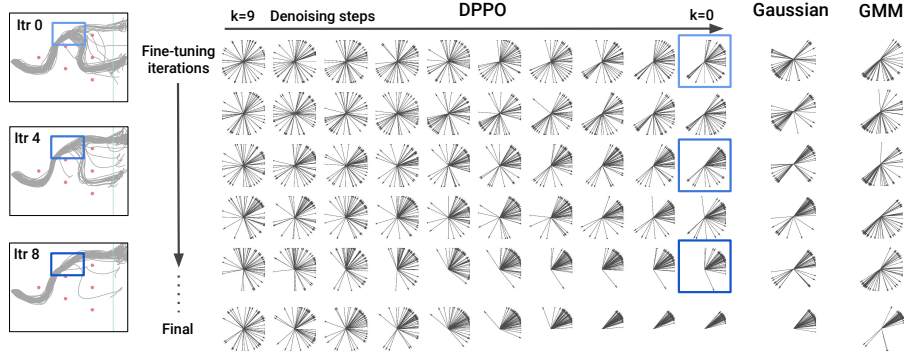 DPPO
Gaussian
GMM
k=9
Denoising steps
k=0
Itr 0
Fine-tuning
iterations
Itr 4
Itr 8
Final